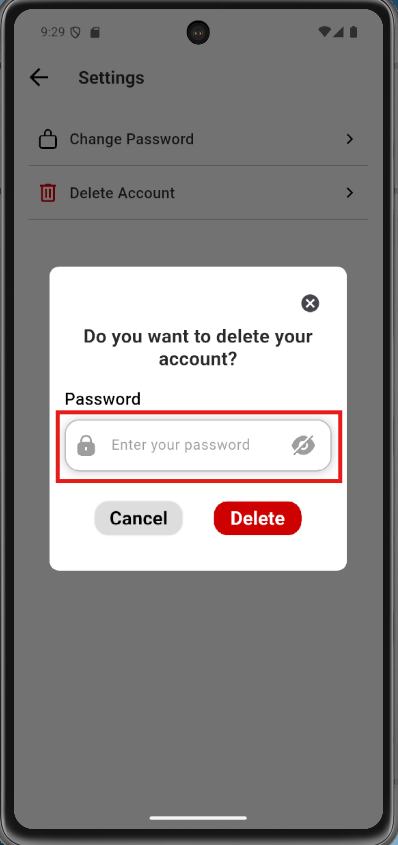 9:29
Settings
Change Password
Delete Account
Do you want to delete your
account?
Password
Enter your password
Cancel
Delete